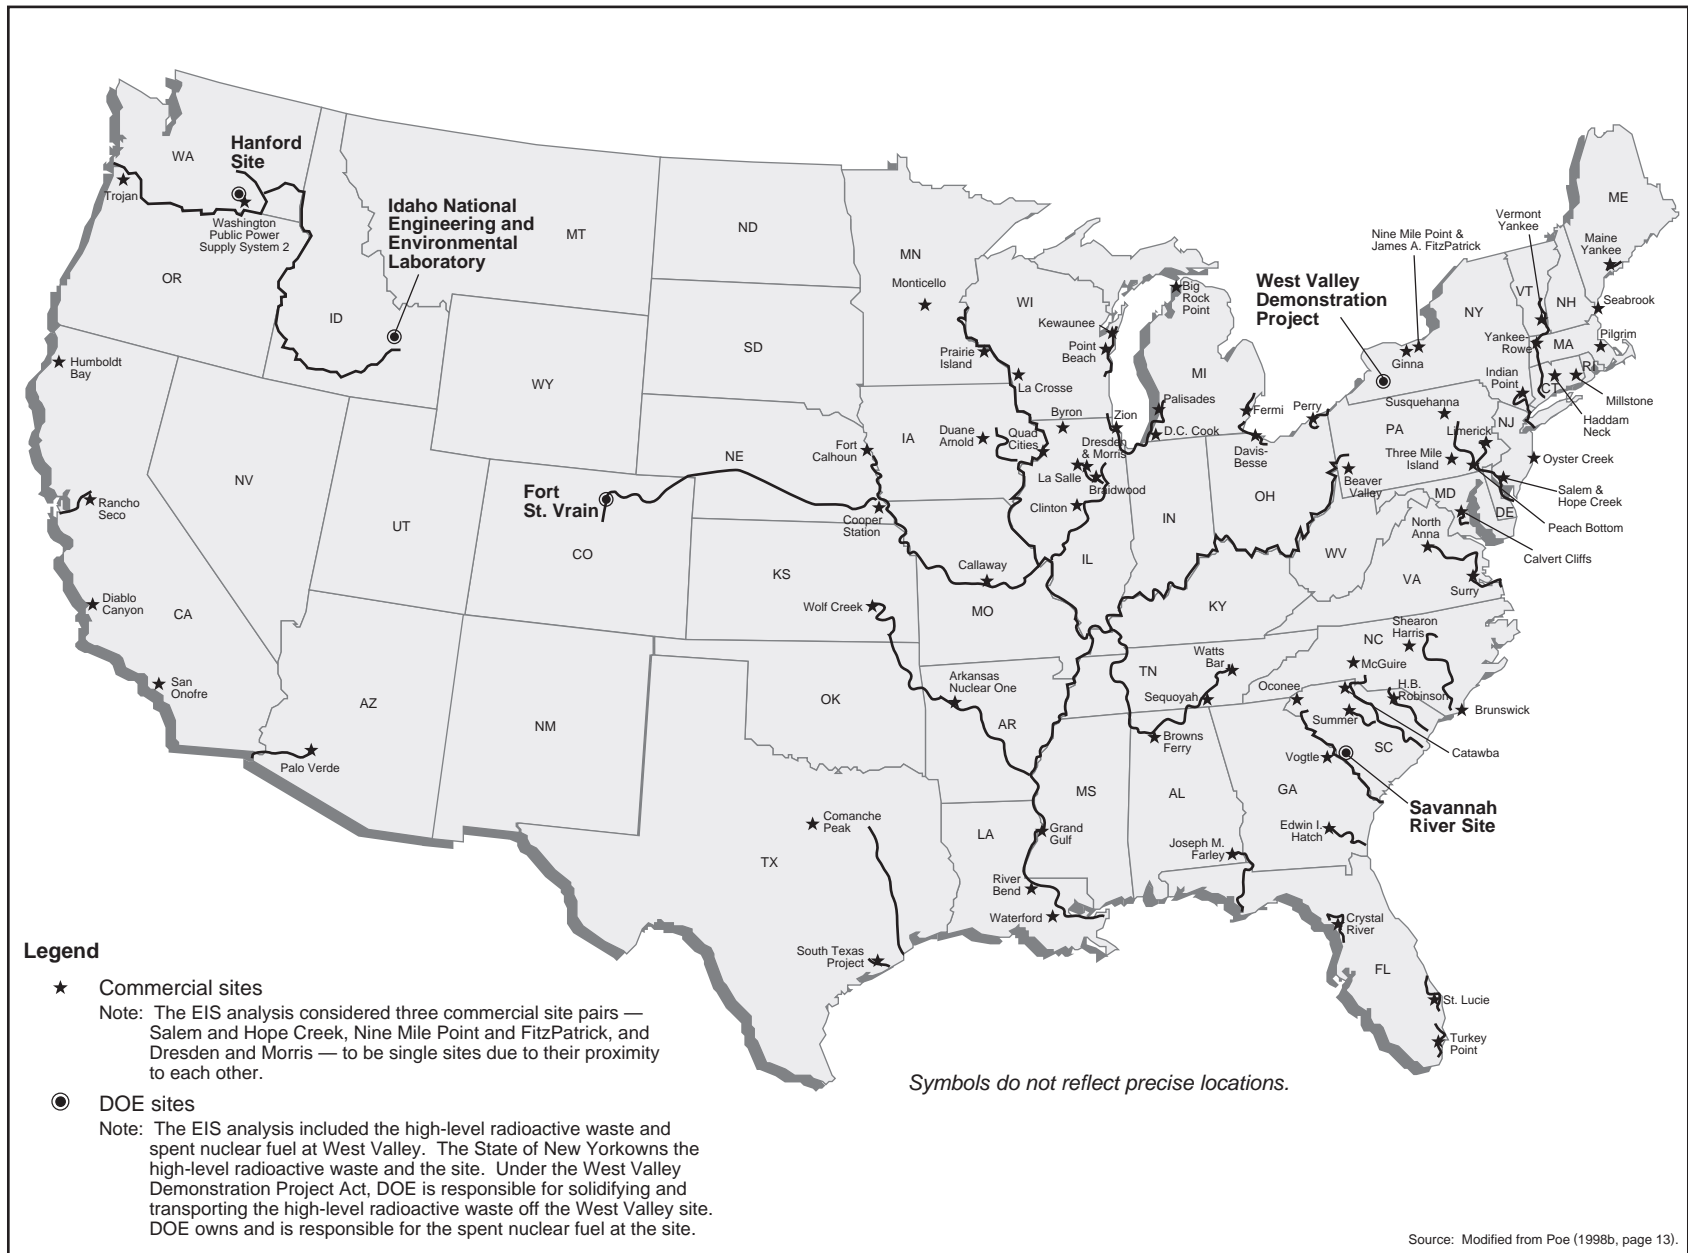 WA
Hanford
Site
Trojan
Washington
Public Power
Supply System 2
Idaho National
Engineering and
Environmental
Laboratory
MT
ND
MN
Monticello
OR
ID
SD
WY
Humboldt
Bay
NV
UT
Rancho
Seco
CA
Diablo
Canyon
San
Onofre
AZ
Palo Verde
NM
Fort
St. Vrain
CO
NE
KS
Fort
Calhoun
Cooper
Station
Wolf Creek
OK
TX
Comanche
Peak
South Texas
Project
WI
Kewaunee
Point
Beach
Prairie
Island
La Crosse
Big
Rock
Point
MI
Palisades
D.C. Cook
Fermi
Davis-
Besse
Perry
IA
Duane
Arnold
Quad
Cities
Byron
Zion
Dresden
& Morris
La Salle
Braidwood
Clinton
IL
IN
OH
Callaway
MO
Arkansas
Nuclear One
AR
LA
MS
Grand
Gulf
River
Bend
Waterford
KY
TN
Watts
Bar
Sequoyah
Browns
Ferry
AL
Joseph M.
Farley
GA
Vogtle
Edwin I.
Hatch
FL
Crystal
River
St. Lucie
Turkey
Point
Savannah
River Site
SC
Oconee
Summer
H.B.
Robinson
Catawba
NC
Shearon
Harris
McGuire
Brunswick
VA
Surry
North
Anna
WV
MD
DE
Calvert Cliffs
Peach Bottom
Salem &
Hope Creek
Oyster Creek
NJ
PA
Susquehanna
Limerick
Three Mile
Island
Beaver
Valley
West Valley
Demonstration
Project
Nine Mile Point &
James A. FitzPatrick
Ginna
NY
Indian
Point
Vermont
Yankee
VT
NH
Yankee-
Rowe
MA
CT
RI
Haddam
Neck
Millstone
Pilgrim
Seabrook
Maine
Yankee
ME
Legend
Commercial sites
Note: The EIS analysis considered three commercial site pairs —
Salem and Hope Creek, Nine Mile Point and FitzPatrick, and
Dresden and Morris — to be single sites due to their proximity
to each other.
DOE sites
Note: The EIS analysis included the high-level radioactive waste and
spent nuclear fuel at West Valley. The State of New Yorkowns the
high-level radioactive waste and the site. Under the West Valley
Demonstration Project Act, DOE is responsible for solidifying and
transporting the high-level radioactive waste off the West Valley site.
DOE owns and is responsible for the spent nuclear fuel at the site.
Symbols do not reflect precise locations.
Source: Modified from Poe (1998b, page 13).